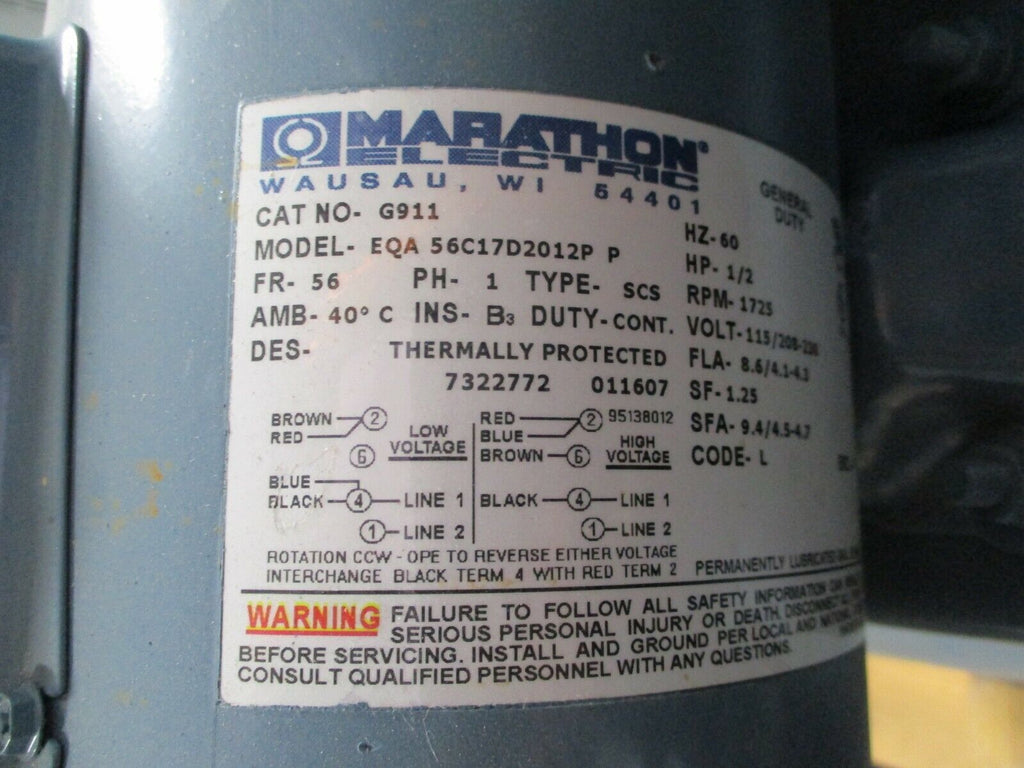 MARATHON®
ELECTRIC
WAUSAU, WI 54401
GENERAL
DUTY
CAT NO- G911
MODEL- EQA 56C17D2012P P
FR- 56 PH- 1 TYPE- SCS
AMB- 40° C INS- B3 DUTY-CONT.
DES- THERMALLY PROTECTED
7322772 011607
HZ-60
HP- 1/2
RPM- 1725
VOLT-115/208-230
FLA- 8.6/4.1-4.3
SF-1.25
SFA- 9.4/4.5-4.7
CODE- L
BROWN 2
RED
LOW
VOLTAGE
6
BLUE
BLACK 4 LINE 1
1 LINE 2
RED 2 95138012
BLUE
HIGH
VOLTAGE
BROWN 6
BLACK 4 LINE 1
1 LINE 2
ROTATION CCW - OPE TO REVERSE EITHER VOLTAGE
INTERCHANGE BLACK TERM 4 WITH RED TERM 2
PERMANENTLY LUBRICATED
WARNING FAILURE TO FOLLOW ALL SAFETY INFORMATION CAN
SERIOUS PERSONAL INJURY OR DEATH. DISCONNECT
BEFORE SERVICING. INSTALL AND GROUND PER LOCAL AND
CONSULT QUALIFIED PERSONNEL WITH ANY QUESTIONS.